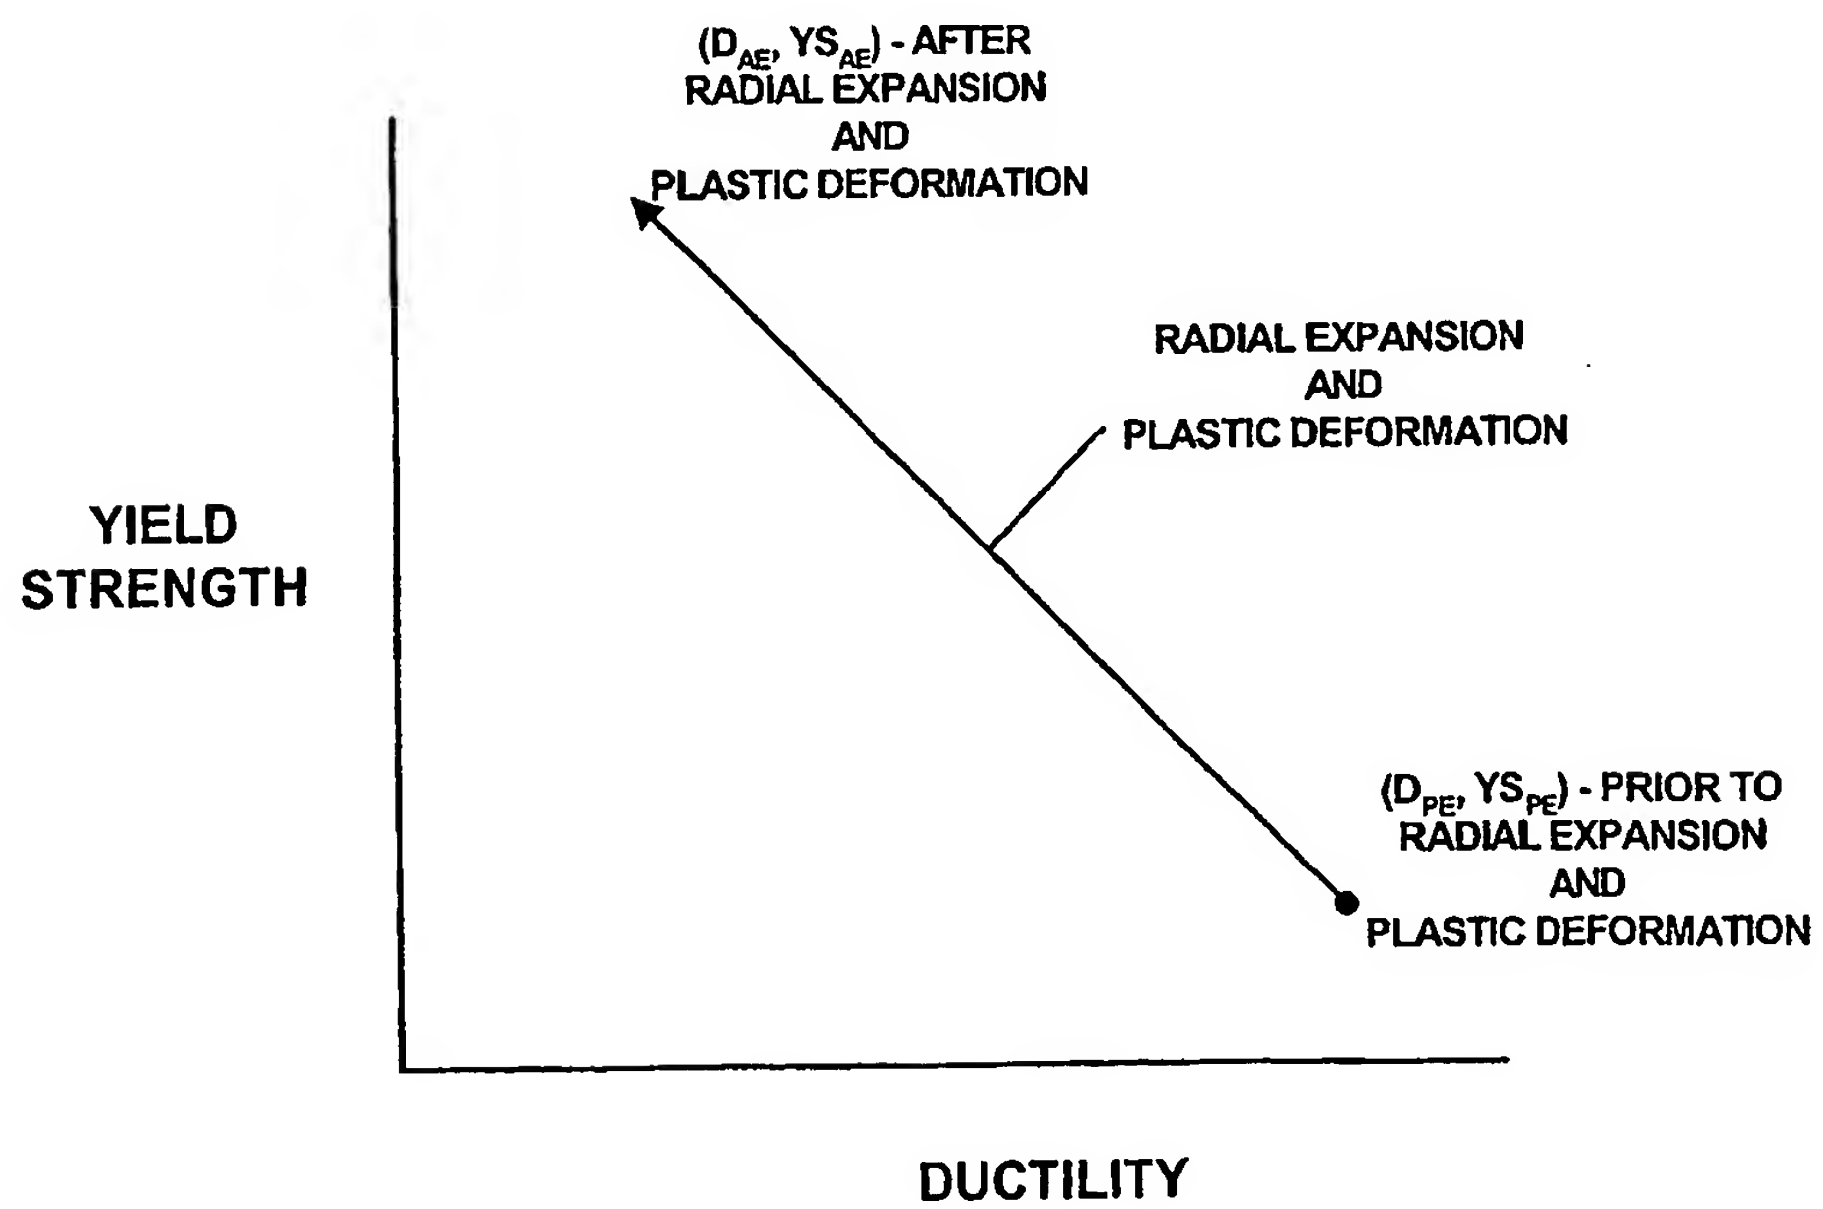 (D_AE, YS_AE) - AFTER
RADIAL EXPANSION
AND
PLASTIC DEFORMATION
RADIAL EXPANSION
AND
PLASTIC DEFORMATION
YIELD
STRENGTH
(D_PE, YS_PE) - PRIOR TO
RADIAL EXPANSION
AND
PLASTIC DEFORMATION
DUCTILITY